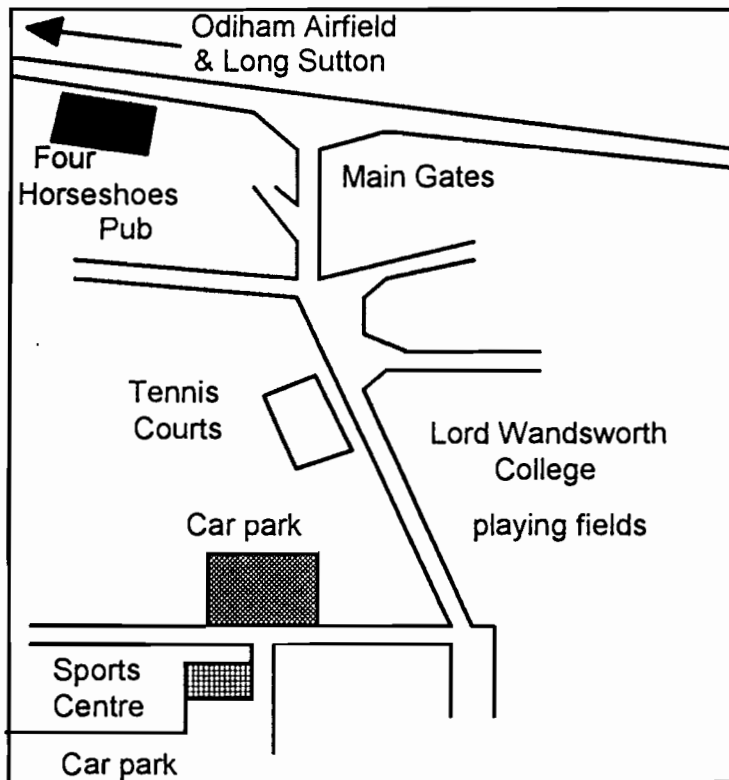 Odiham Airfield
& Long Sutton
Four
Horseshoes
Pub
Main Gates
Tennis
Courts
Lord Wandsworth
College
playing fields
Car park
Sports
Centre
Car park